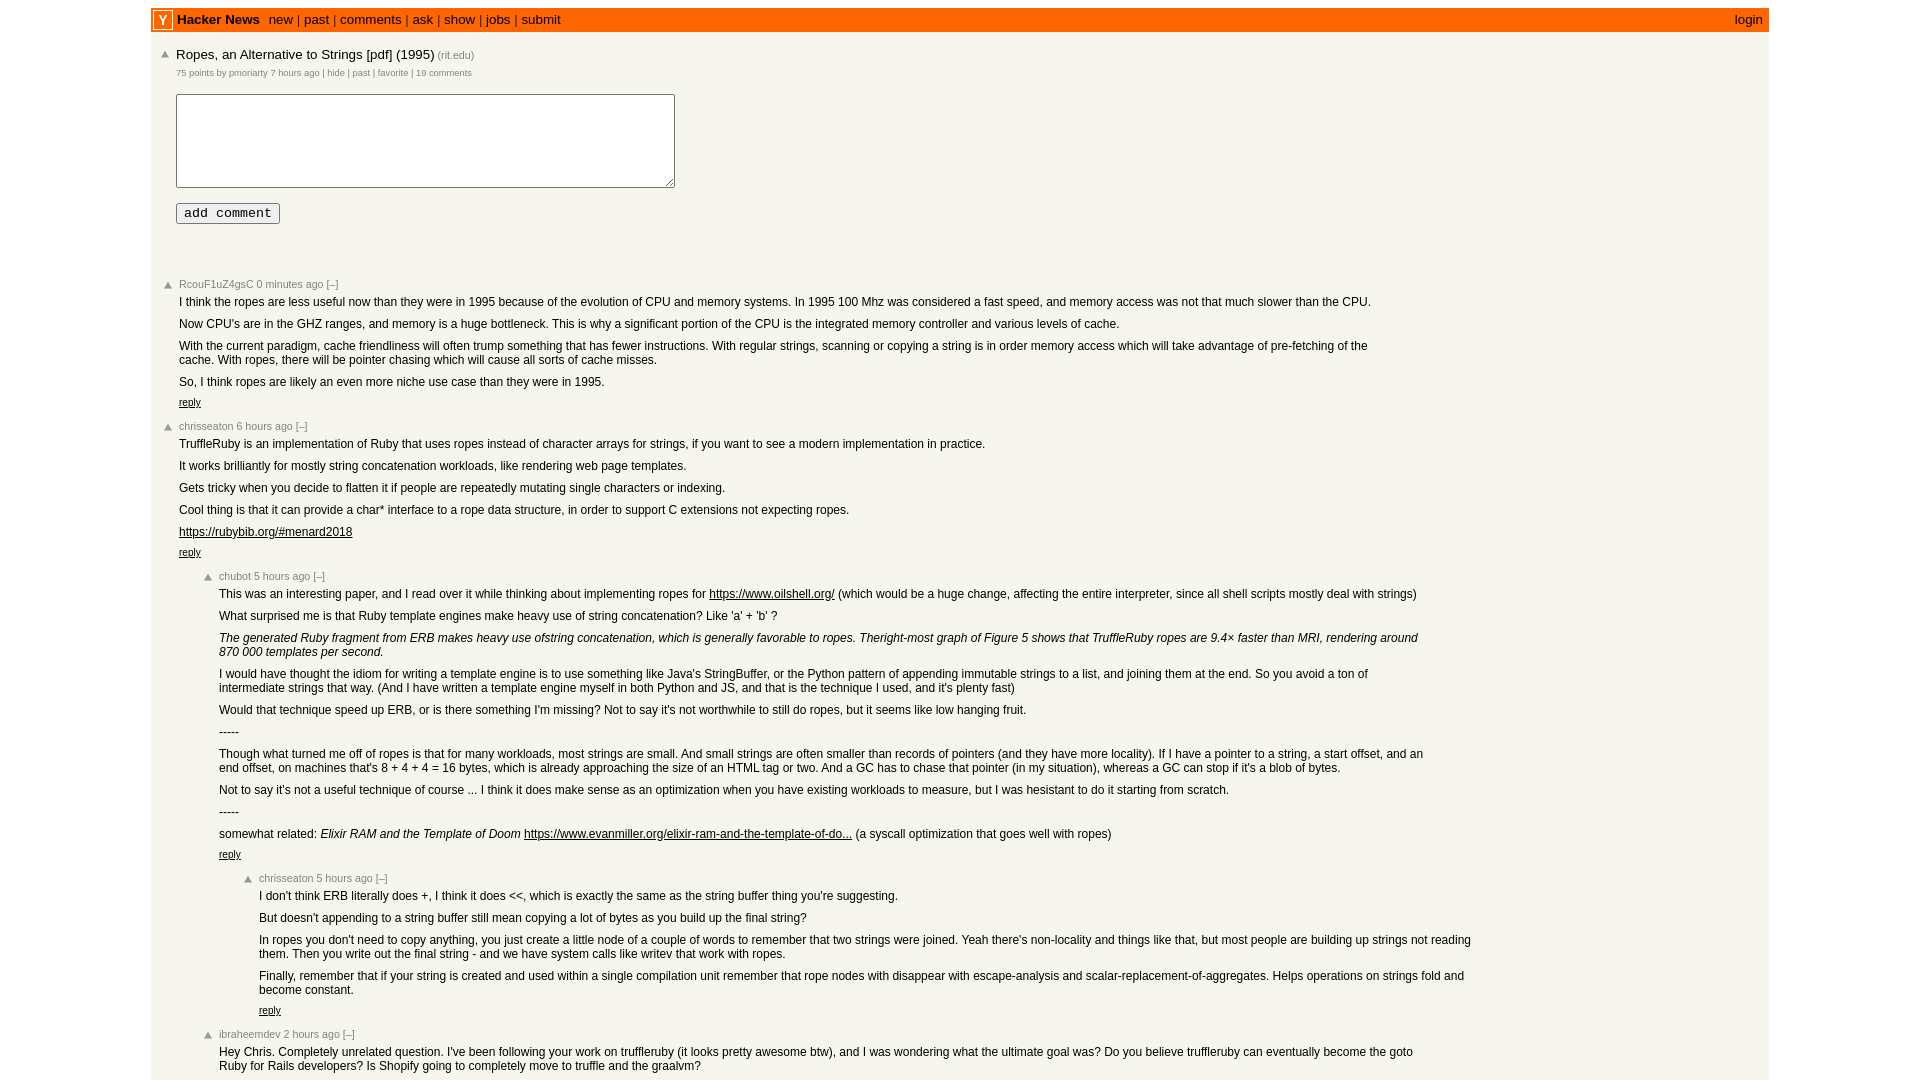 Y Hacker News new | past | comments | ask | show | jobs | submit login
Ropes, an Alternative to Strings [pdf] (1995) (rit.edu)
75 points by pmoriarty 7 hours ago | hide | past | favorite | 19 comments
add comment
RcouF1uZ4gsC 0 minutes ago [–]
I think the ropes are less useful now than they were in 1995 because of the evolution of CPU and memory systems. In 1995 100 Mhz was considered a fast speed, and memory access was not that much slower than the CPU.
Now CPU's are in the GHZ ranges, and memory is a huge bottleneck. This is why a significant portion of the CPU is the integrated memory controller and various levels of cache.
With the current paradigm, cache friendliness will often trump something that has fewer instructions. With regular strings, scanning or copying a string is in order memory access which will take advantage of pre-fetching of the
cache. With ropes, there will be pointer chasing which will cause all sorts of cache misses.
So, I think ropes are likely an even more niche use case than they were in 1995.
reply
chrisseaton 6 hours ago [–]
TruffleRuby is an implementation of Ruby that uses ropes instead of character arrays for strings, if you want to see a modern implementation in practice.
It works brilliantly for mostly string concatenation workloads, like rendering web page templates.
Gets tricky when you decide to flatten it if people are repeatedly mutating single characters or indexing.
Cool thing is that it can provide a char* interface to a rope data structure, in order to support C extensions not expecting ropes.
https://rubybib.org/#menard2018
reply
chubot 5 hours ago [–]
This was an interesting paper, and I read over it while thinking about implementing ropes for https://www.oilshell.org/ (which would be a huge change, affecting the entire interpreter, since all shell scripts mostly deal with strings)
What surprised me is that Ruby template engines make heavy use of string concatenation? Like 'a' + 'b' ?
The generated Ruby fragment from ERB makes heavy use ofstring concatenation, which is generally favorable to ropes. Theright-most graph of Figure 5 shows that TruffleRuby ropes are 9.4× faster than MRI, rendering around
870 000 templates per second.
I would have thought the idiom for writing a template engine is to use something like Java's StringBuffer, or the Python pattern of appending immutable strings to a list, and joining them at the end. So you avoid a ton of
intermediate strings that way. (And I have written a template engine myself in both Python and JS, and that is the technique I used, and it's plenty fast)
Would that technique speed up ERB, or is there something I'm missing? Not to say it's not worthwhile to still do ropes, but it seems like low hanging fruit.
-----
Though what turned me off of ropes is that for many workloads, most strings are small. And small strings are often smaller than records of pointers (and they have more locality). If I have a pointer to a string, a start offset, and an
end offset, on machines that's 8 + 4 + 4 = 16 bytes, which is already approaching the size of an HTML tag or two. And a GC has to chase that pointer (in my situation), whereas a GC can stop if it's a blob of bytes.
Not to say it's not a useful technique of course ... I think it does make sense as an optimization when you have existing workloads to measure, but I was hesistant to do it starting from scratch.
-----
somewhat related: Elixir RAM and the Template of Doom https://www.evanmiller.org/elixir-ram-and-the-template-of-do... (a syscall optimization that goes well with ropes)
reply
chrisseaton 5 hours ago [–]
I don't think ERB literally does +, I think it does <<, which is exactly the same as the string buffer thing you're suggesting.
But doesn't appending to a string buffer still mean copying a lot of bytes as you build up the final string?
In ropes you don't need to copy anything, you just create a little node of a couple of words to remember that two strings were joined. Yeah there's non-locality and things like that, but most people are building up strings not reading
them. Then you write out the final string - and we have system calls like writev that work with ropes.
Finally, remember that if your string is created and used within a single compilation unit remember that rope nodes with disappear with escape-analysis and scalar-replacement-of-aggregates. Helps operations on strings fold and
become constant.
reply
ibraheemdev 2 hours ago [–]
Hey Chris. Completely unrelated question. I've been following your work on truffleruby (it looks pretty awesome btw), and I was wondering what the ultimate goal was? Do you believe truffleruby can eventually become the goto
Ruby for Rails developers? Is Shopify going to completely move to truffle and the graalvm?